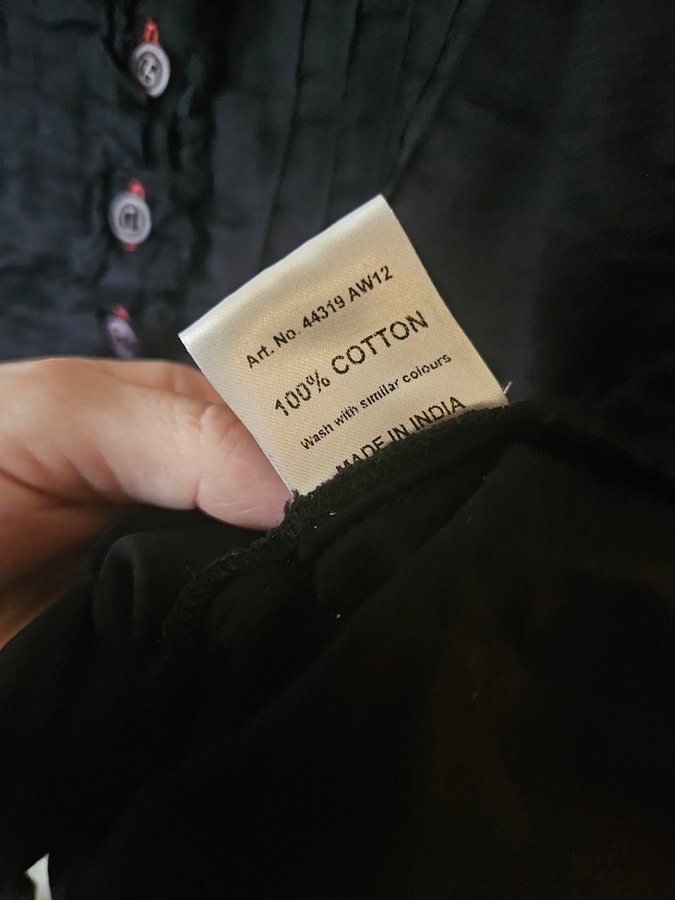 Art. No. 44319 AW12
100% COTTON
Wash with similar colours
MADE IN INDIA